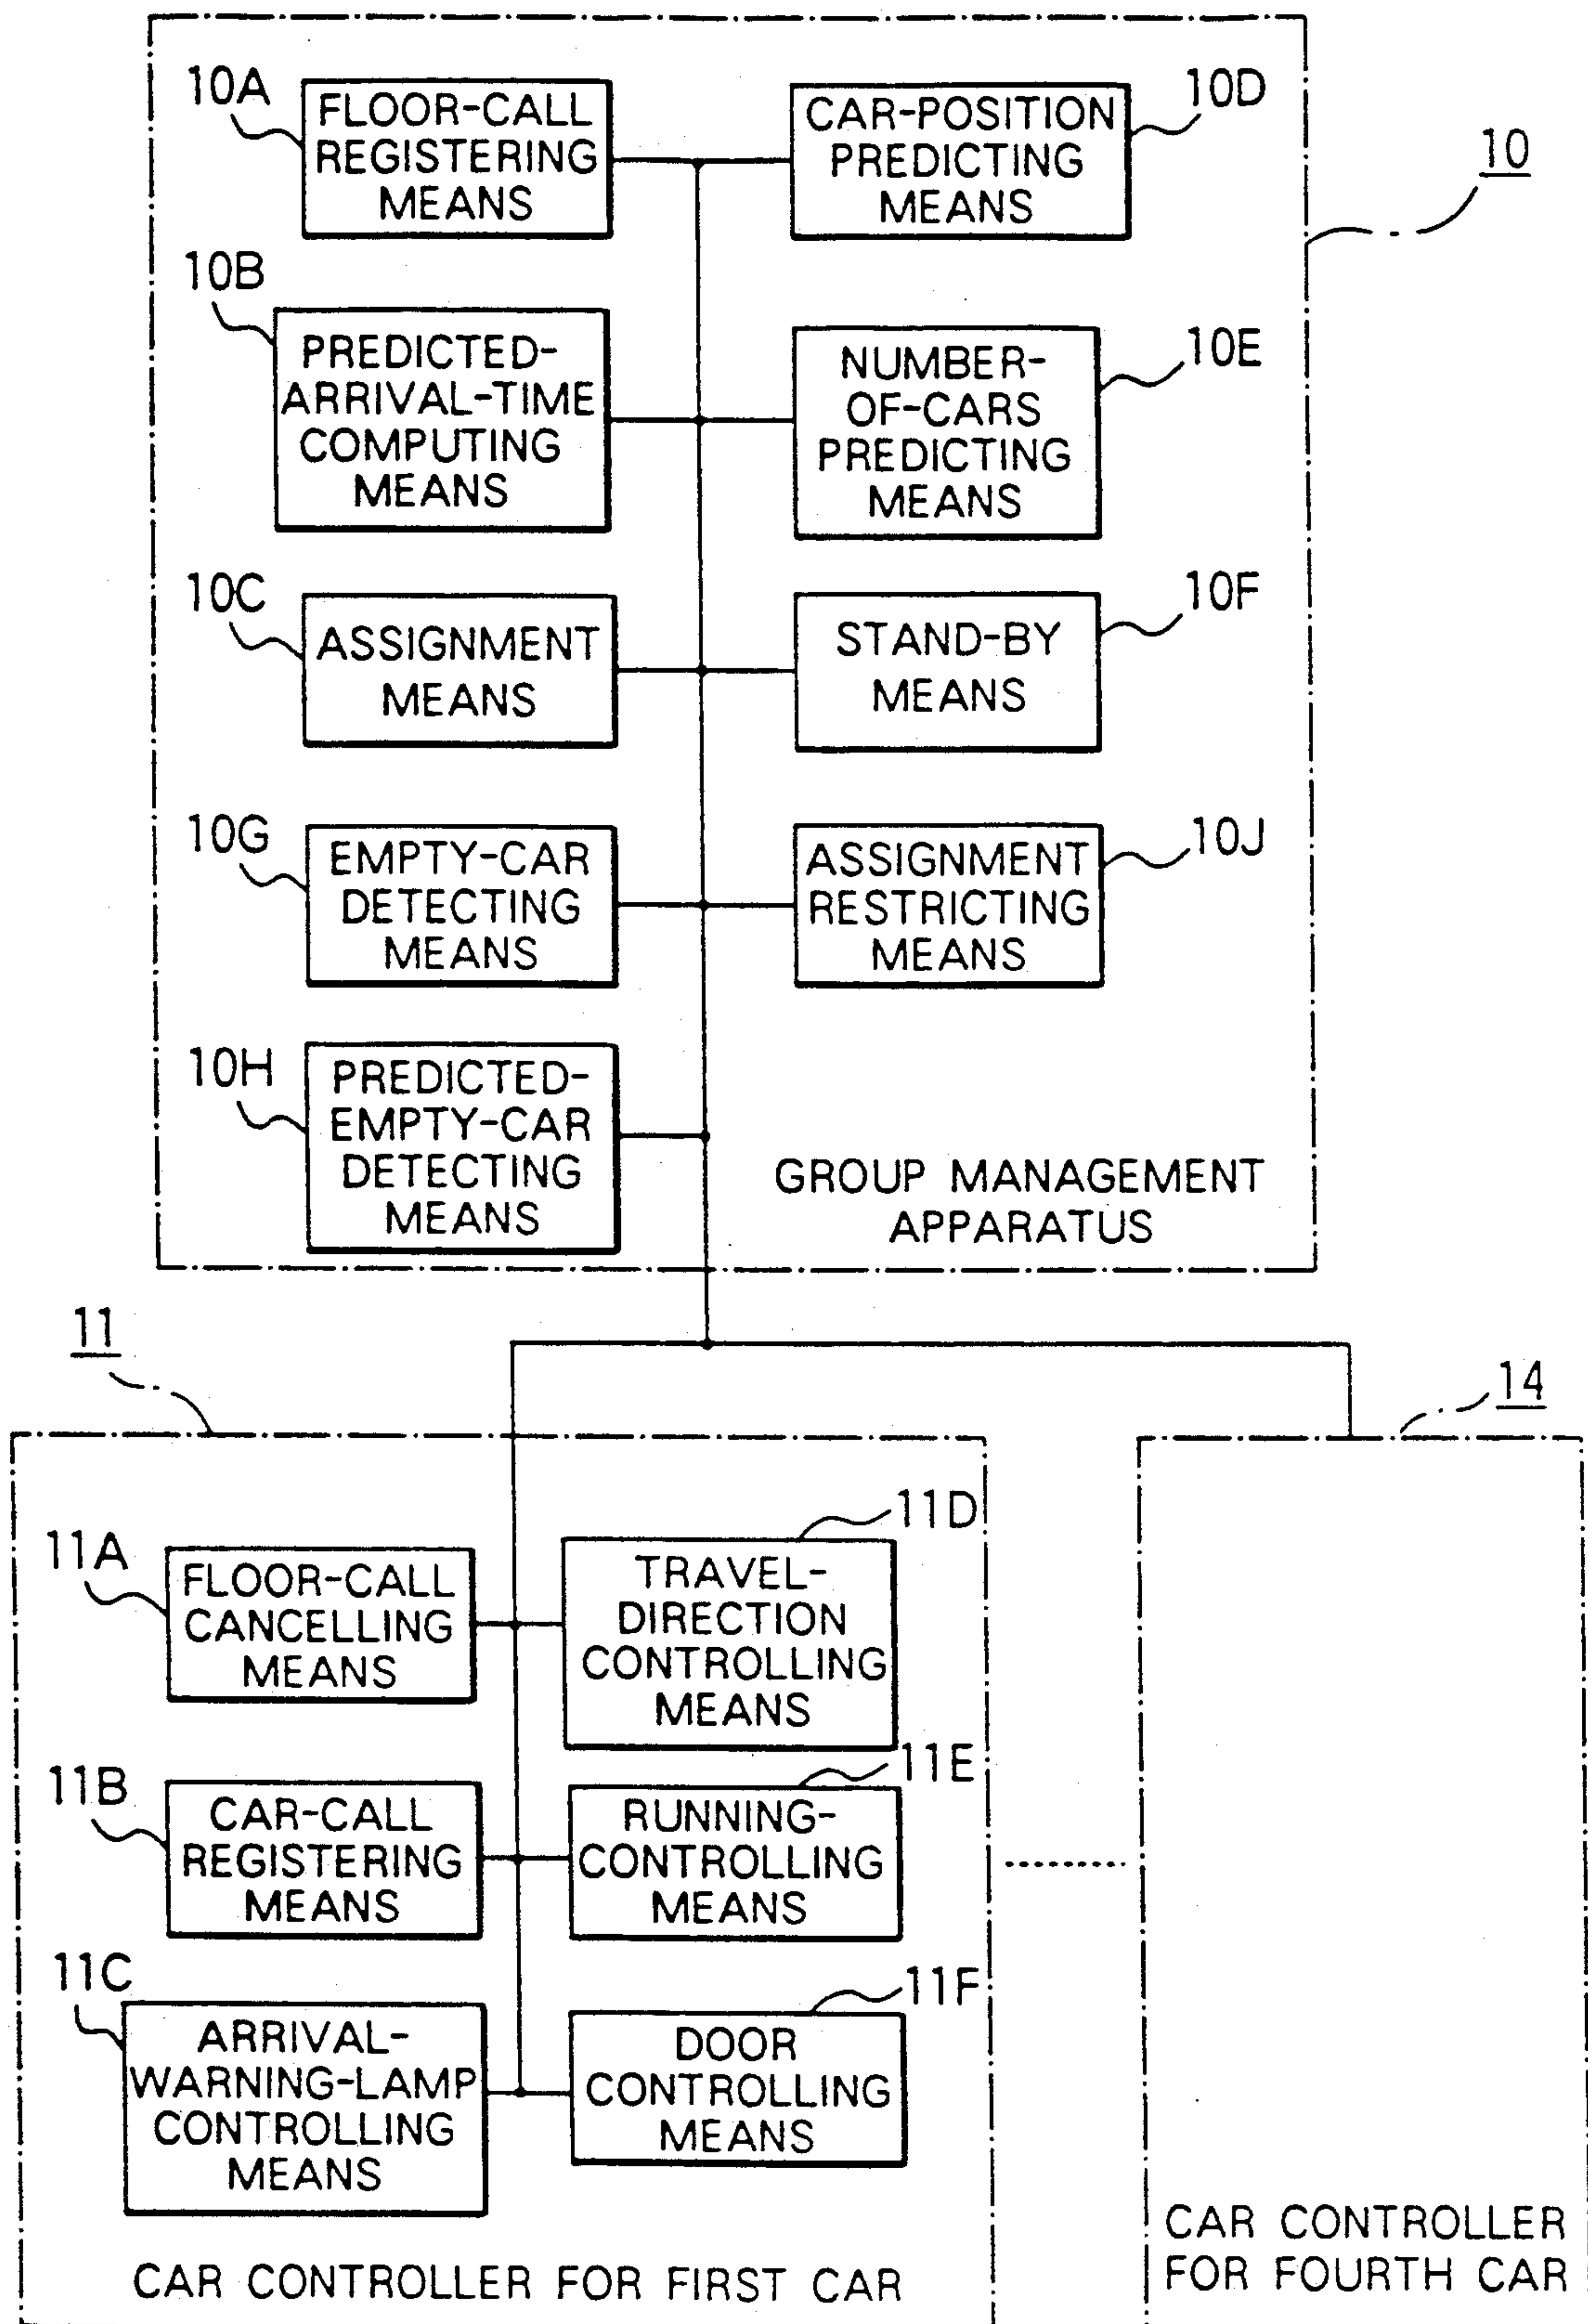 10A
FLOOR-CALL
REGISTERING
MEANS
CAR-POSITION
PREDICTING
MEANS
10D
10
10B
PREDICTED-
ARRIVAL-TIME
COMPUTING
MEANS
NUMBER-
OF-CARS
PREDICTING
MEANS
10E
10C
ASSIGNMENT
MEANS
STAND-BY
MEANS
10F
10G
EMPTY-CAR
DETECTING
MEANS
ASSIGNMENT
RESTRICTING
MEANS
10J
10H
PREDICTED-
EMPTY-CAR
DETECTING
MEANS
GROUP MANAGEMENT
APPARATUS
11
14
11A
FLOOR-CALL
CANCELLING
MEANS
11D
TRAVEL-
DIRECTION
CONTROLLING
MEANS
11B
CAR-CALL
REGISTERING
MEANS
11E
RUNNING-
CONTROLLING
MEANS
11C
ARRIVAL-
WARNING-LAMP
CONTROLLING
MEANS
11F
DOOR
CONTROLLING
MEANS
CAR CONTROLLER FOR FIRST CAR
CAR CONTROLLER
FOR FOURTH CAR